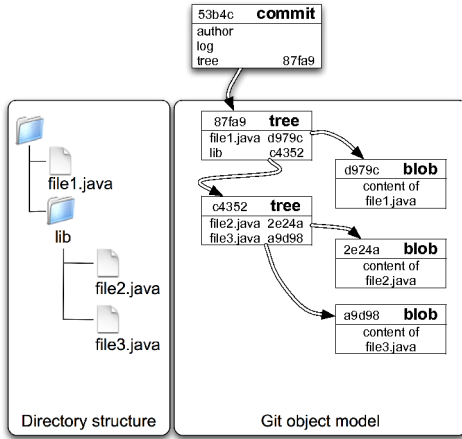 53b4c commit
author
log
tree 87fa9
file1.java
lib
file2.java
file3.java
Directory structure
87fa9 tree
file1.java d979c
lib c4352
d979c blob
content of
file1.java
c4352 tree
file2.java 2e24a
file3.java a9d98
2e24a blob
content of
file2.java
a9d98 blob
content of
file3.java
Git object model